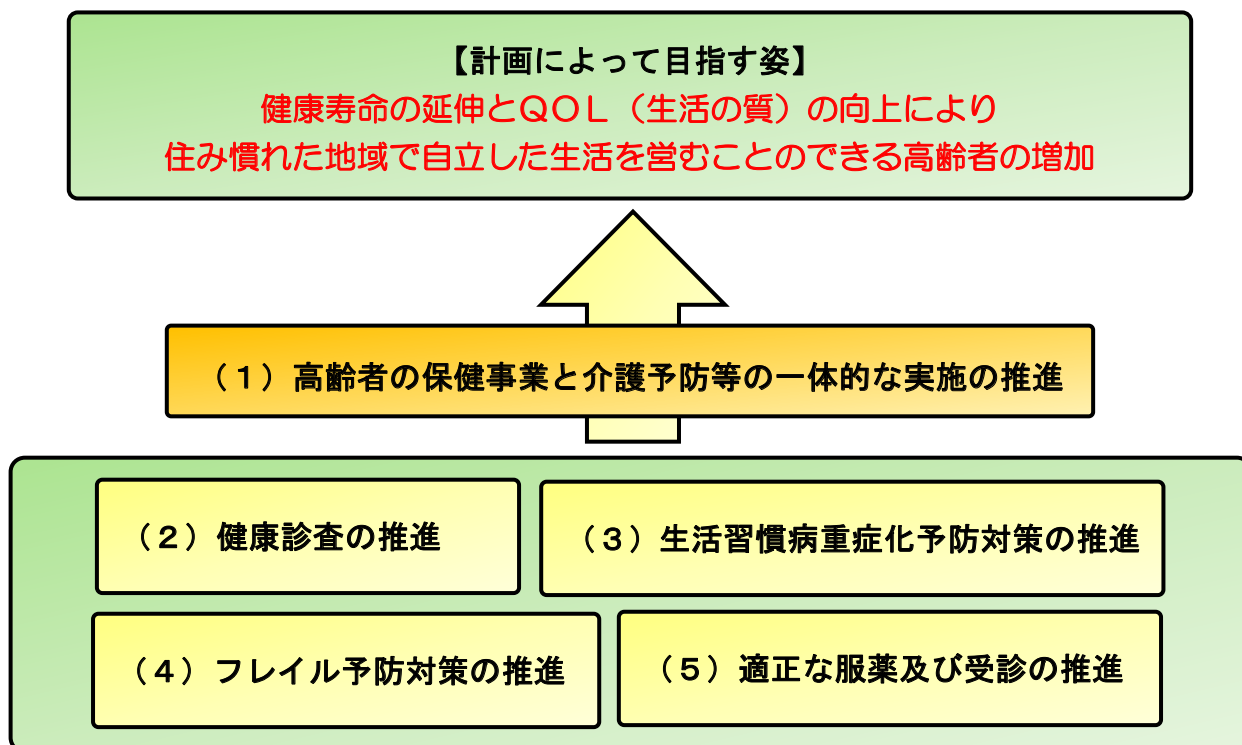 【計画によって目指す姿】
健康寿命の延伸とＱＯＬ（生活の質）の向上により
住み慣れた地域で自立した生活を営むことのできる高齢者の増加
（１）高齢者の保健事業と介護予防等の一体的な実施の推進
（２）健康診査の推進
（３）生活習慣病重症化予防対策の推進
（４）フレイル予防対策の推進
（５）適正な服薬及び受診の推進